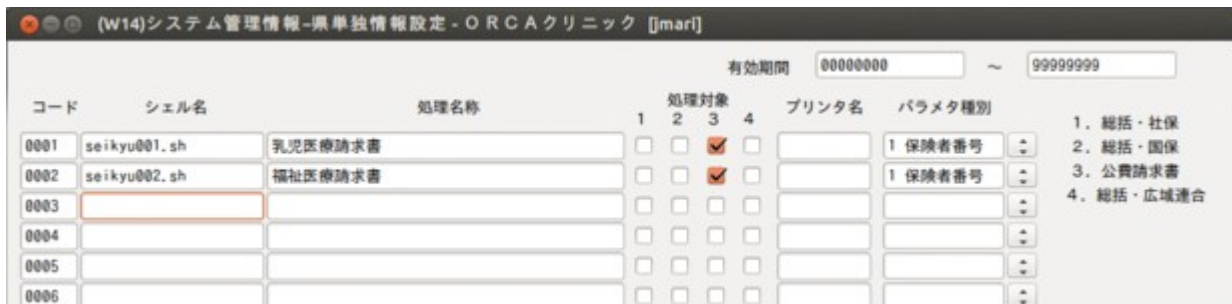 (W14)システム管理情報-県単独情報設定 - ＯＲＣＡクリニック [jmari]
有効期間 00000000 ～ 99999999
コード シェル名 処理名称 処理対象 プリンタ名 パラメタ種別
1 2 3 4
0001 seikyu001.sh 乳児医療請求書 1 保険者番号
0002 seikyu002.sh 福祉医療請求書 1 保険者番号
0003
0004
0005
0006
1．総括・社保
2．総括・国保
3．公費請求書
4．総括・広域連合